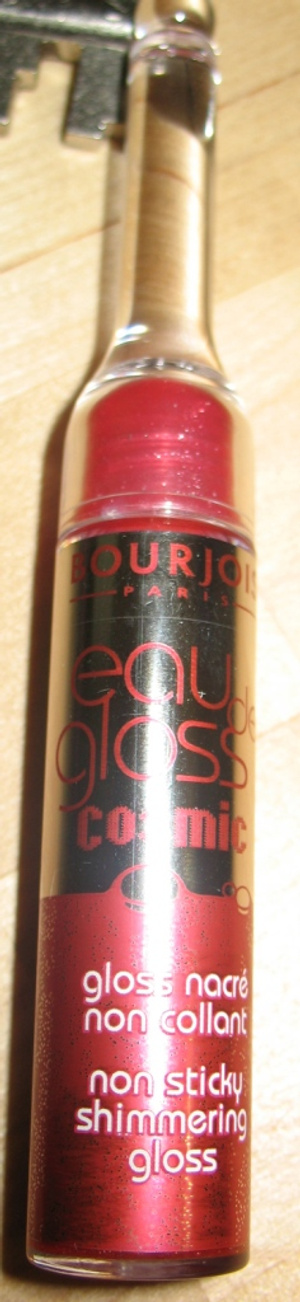 BOURJOIS
PARIS
eau de
gloss
cosmic
gloss nacré
non collant
non sticky
shimmering
gloss